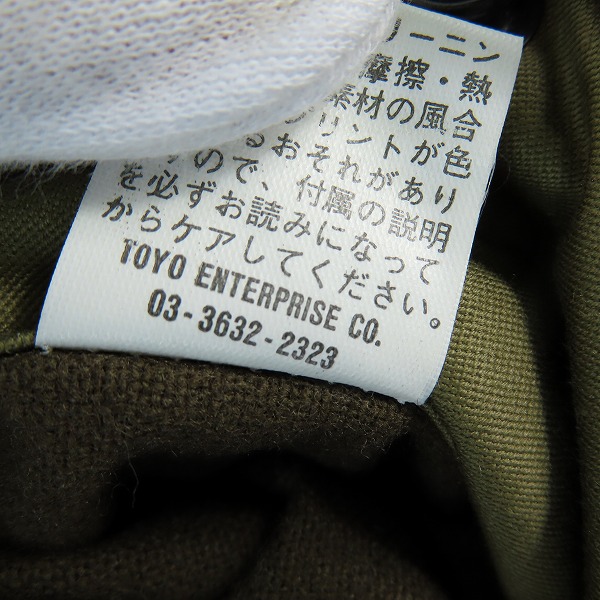 ーニン
摩擦・熱
素材の風合
リントが色
るおそれがあり
ので、付属の説明
を必ずお読みになって
からケアしてください。
TOYO ENTERPRISE CO.
03-3632-2323